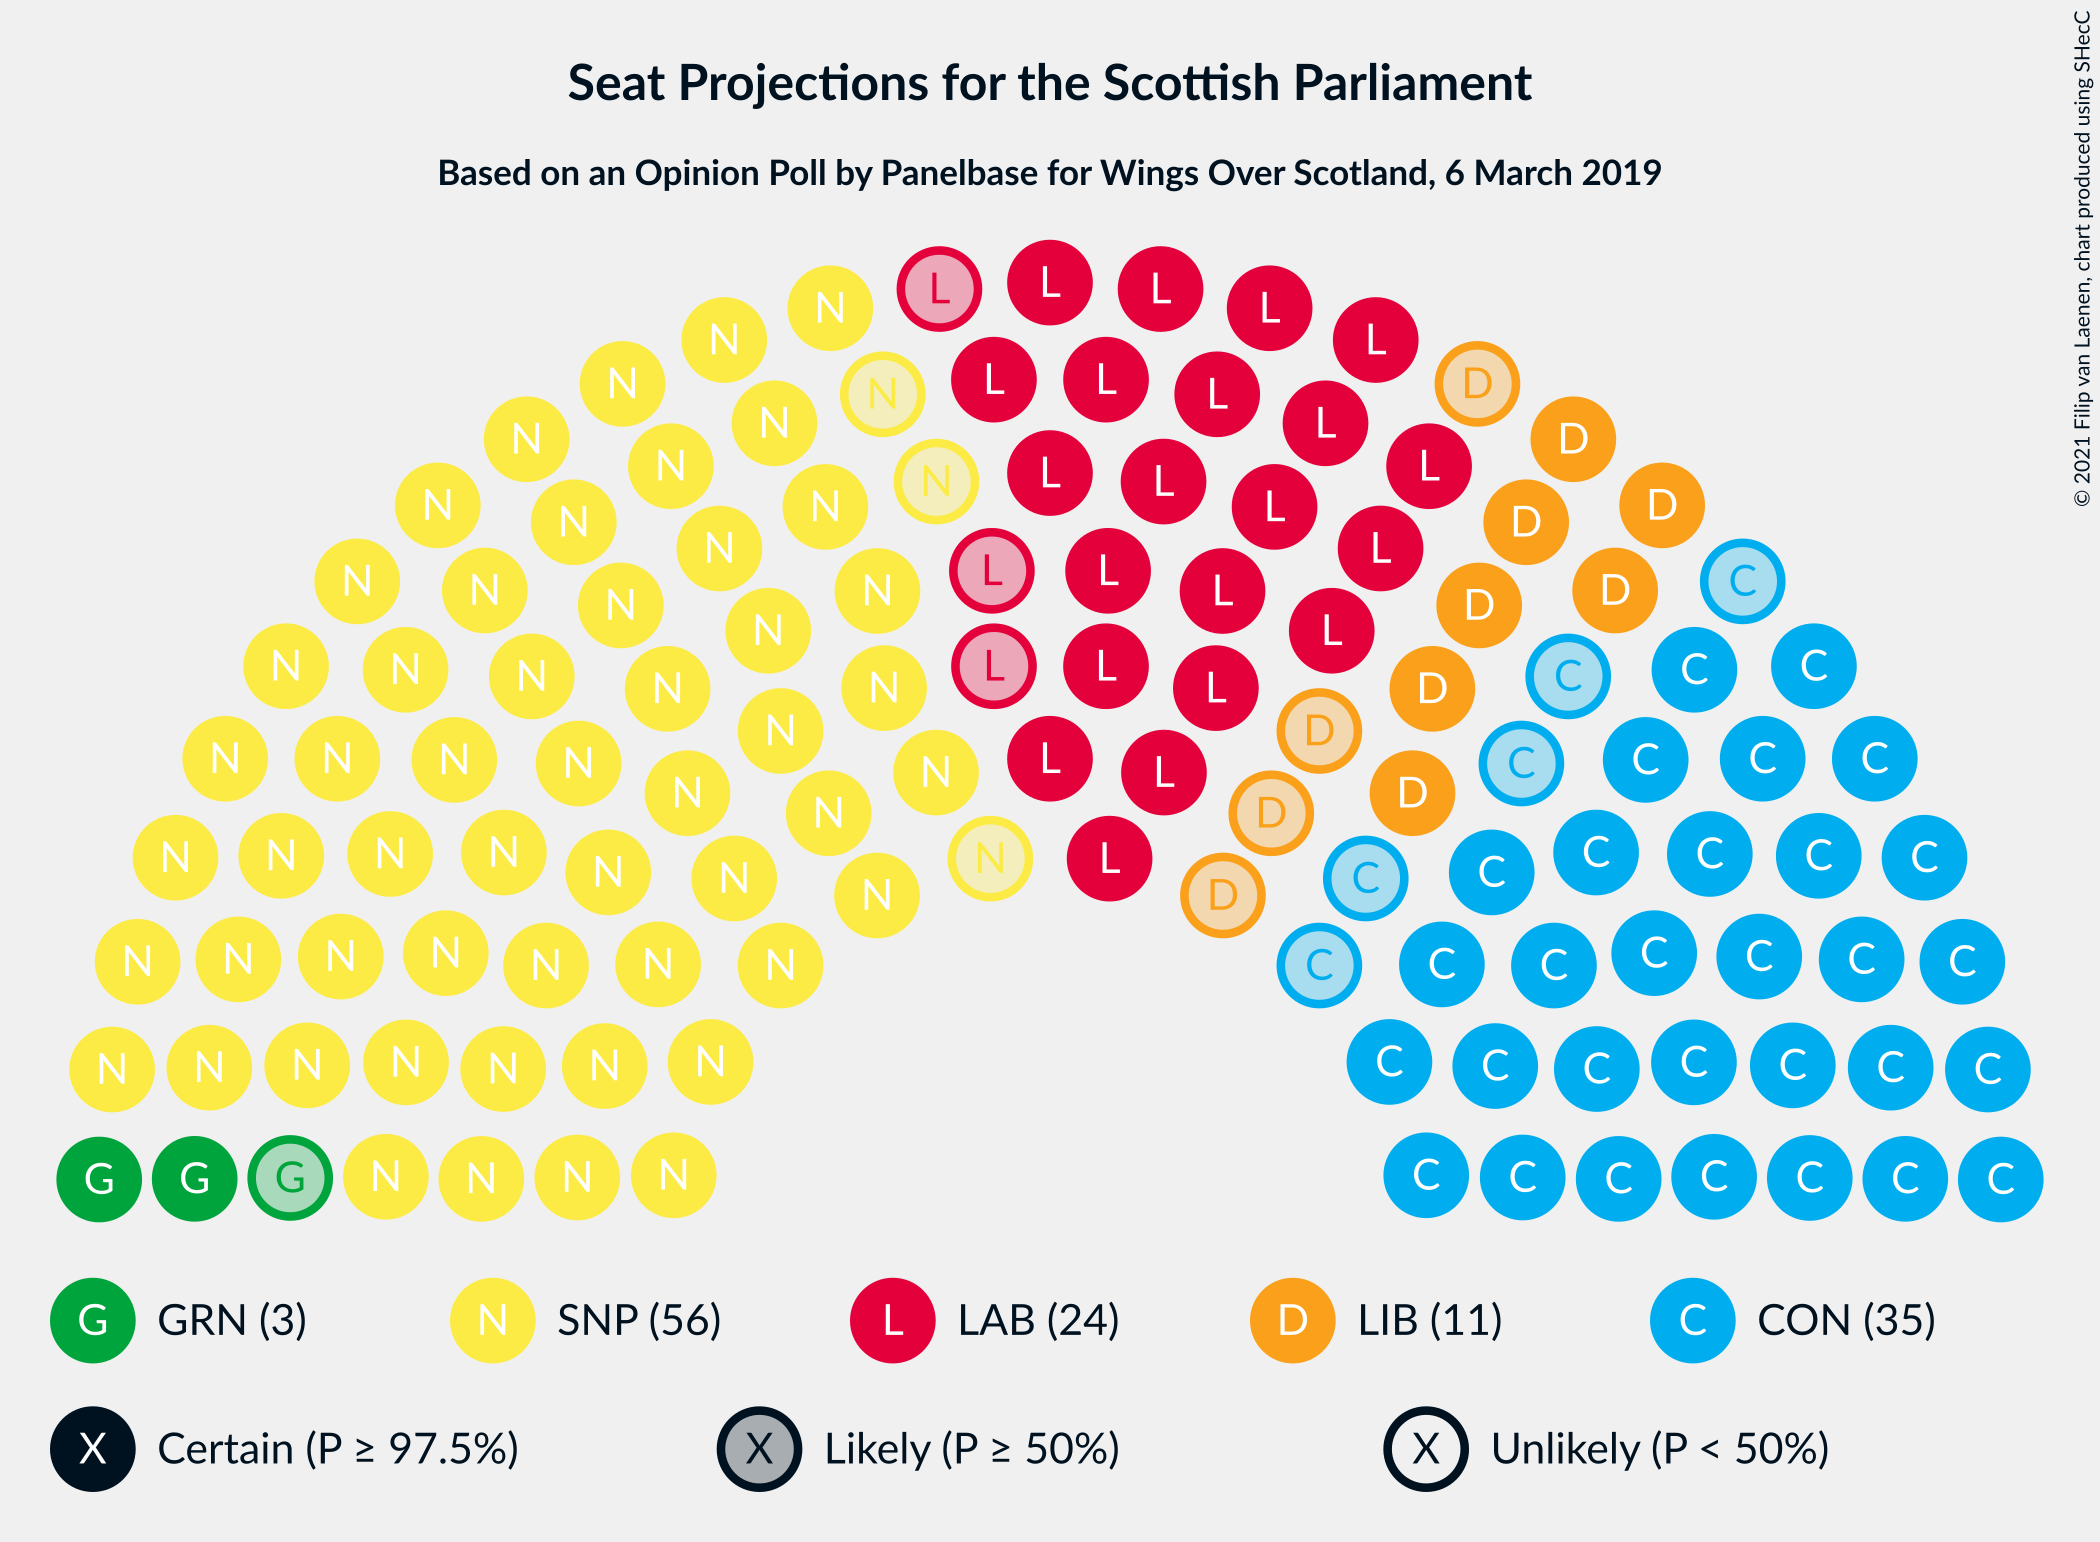 Seat Projections for the Scottish Parliament
Based on an Opinion Poll by Panelbase for Wings Over Scotland, 6 March 2019
© 2021 Filip van Laenen, chart produced using SHecC
L L L L L
N N N N N N N N N N N N N
D D D
C C C C C C
N N N N N N N N N N N
L L L L L
D D
C C C C C
N N N N N N N N N
L L L L
D
C C C C C C
N N N N N N N N
L L L L
D
C C C C C
N N N N N N
L L L
D D
C C C C
N N N N N
L L
D
C C C C
N N N N
L
D
C C C
G G G
G GRN (3) N SNP (56) L LAB (24) D LIB (11) C CON (35)
X Certain (P ≥ 97.5%) X Likely (P ≥ 50%) X Unlikely (P < 50%)